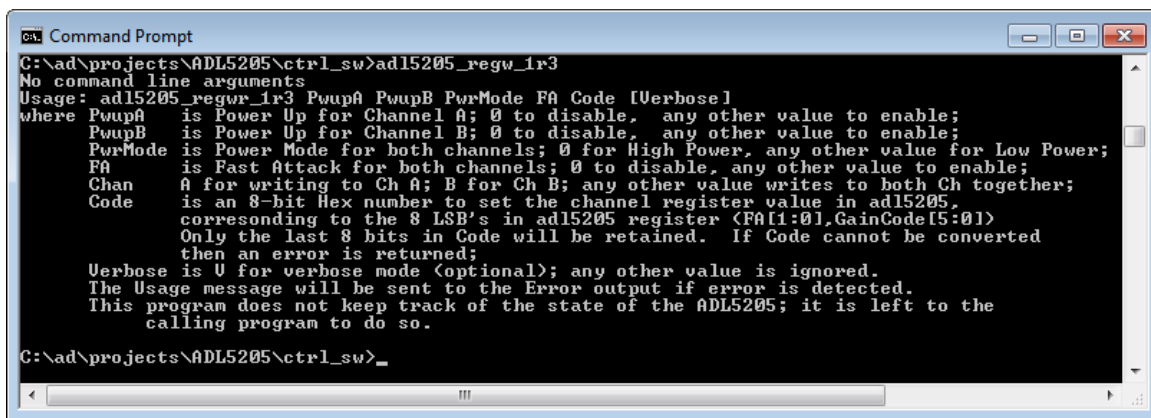 Command Prompt
C:\ad\projects\ADL5205\ctrl_sw>adl5205_regw_1r3
No command line arguments
Usage: adl5205_regwr_1r3 PwupA PwupB PwrMode FA Code [Verbose]
where PwupA is Power Up for Channel A; 0 to disable, any other value to enable;
PwupB is Power Up for Channel B; 0 to disable, any other value to enable;
PwrMode is Power Mode for both channels; 0 for High Power, any other value for Low Power;
FA is Fast Attack for both channels; 0 to disable, any other value to enable;
Chan A for writing to Ch A; B for Ch B; any other value writes to both Ch together;
Code is an 8-bit Hex number to set the channel register value in adl5205,
corresonding to the 8 LSB's in adl5205 register (FA[1:0],GainCode[5:0])
Only the last 8 bits in Code will be retained. If Code cannot be converted
then an error is returned;
Verbose is V for verbose mode (optional); any other value is ignored.
The Usage message will be sent to the Error output if error is detected.
This program does not keep track of the state of the ADL5205; it is left to the
calling program to do so.
C:\ad\projects\ADL5205\ctrl_sw>_